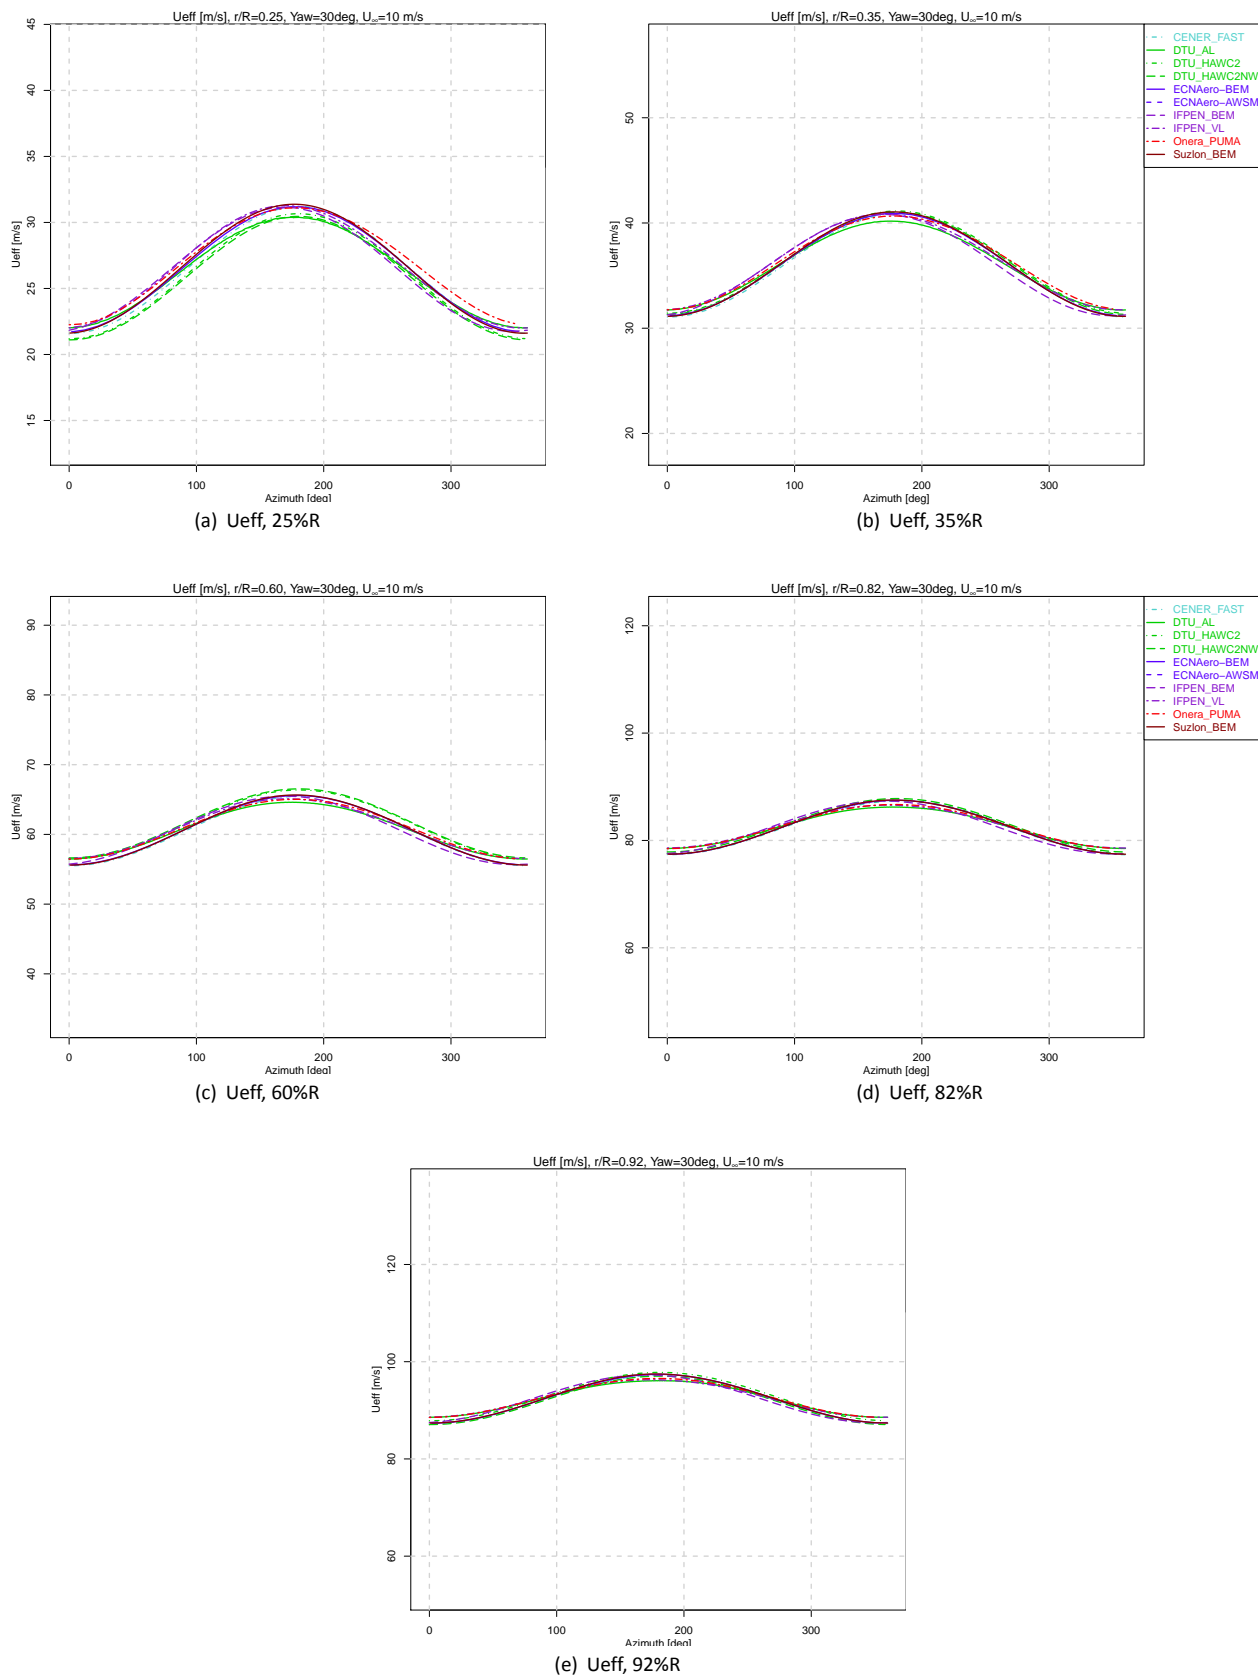 Ueff [m/s], r/R=0.25, Yaw=30deg, U∞=10 m/s
Ueff [m/s]
45
40
35
30
25
20
15
0 100 200 300
Azimuth [deg]
(a) Ueff, 25%R
Ueff [m/s], r/R=0.35, Yaw=30deg, U∞=10 m/s
Ueff [m/s]
50
40
30
20
0 100 200 300
Azimuth [deg]
(b) Ueff, 35%R
CENER_FAST
DTU_AL
DTU_HAWC2
DTU_HAWC2NW
ECNAero−BEM
ECNAero−AWSM
IFPEN_BEM
IFPEN_VL
Onera_PUMA
Suzlon_BEM
Ueff [m/s], r/R=0.60, Yaw=30deg, U∞=10 m/s
Ueff [m/s]
90
80
70
60
50
40
0 100 200 300
Azimuth [deg]
(c) Ueff, 60%R
Ueff [m/s], r/R=0.82, Yaw=30deg, U∞=10 m/s
Ueff [m/s]
120
100
80
60
0 100 200 300
Azimuth [deg]
(d) Ueff, 82%R
CENER_FAST
DTU_AL
DTU_HAWC2
DTU_HAWC2NW
ECNAero−BEM
ECNAero−AWSM
IFPEN_BEM
IFPEN_VL
Onera_PUMA
Suzlon_BEM
Ueff [m/s], r/R=0.92, Yaw=30deg, U∞=10 m/s
Ueff [m/s]
120
100
80
60
0 100 200 300
Azimuth [deg]
(e) Ueff, 92%R